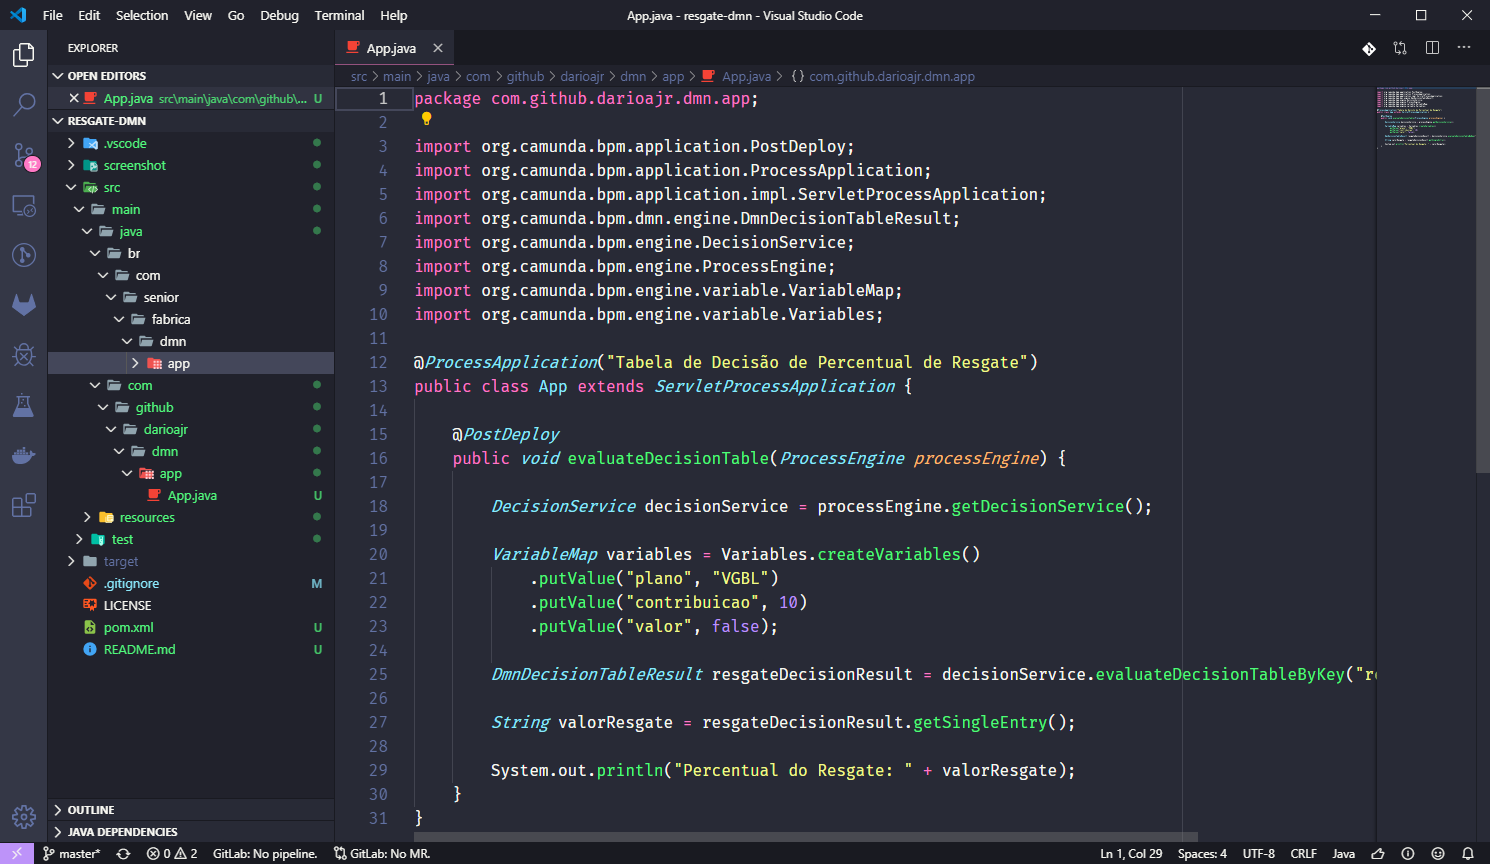 File Edit Selection View Go Debug Terminal Help
App.java - resgate-dmn - Visual Studio Code
EXPLORER
OPEN EDITORS
App.java src\main\java\com\github\... U
RESGATE-DMN
.vscode
screenshot
src
main
java
br
com
senior
fabrica
dmn
app
com
github
darioajr
dmn
app
App.java U
resources
test
target
.gitignore M
LICENSE
pom.xml U
README.md U
OUTLINE
JAVA DEPENDENCIES
12
App.java
src > main > java > com > github > darioajr > dmn > app > App.java > {} com.github.darioajr.dmn.app
1 package com.github.darioajr.dmn.app;
2
3 import org.camunda.bpm.application.PostDeploy;
4 import org.camunda.bpm.application.ProcessApplication;
5 import org.camunda.bpm.application.impl.ServletProcessApplication;
6 import org.camunda.bpm.dmn.engine.DmnDecisionTableResult;
7 import org.camunda.bpm.engine.DecisionService;
8 import org.camunda.bpm.engine.ProcessEngine;
9 import org.camunda.bpm.engine.variable.VariableMap;
10 import org.camunda.bpm.engine.variable.Variables;
11
12 @ProcessApplication("Tabela de Decisão de Percentual de Resgate")
13 public class App extends ServletProcessApplication {
14
15 @PostDeploy
16 public void evaluateDecisionTable(ProcessEngine processEngine) {
17
18 DecisionService decisionService = processEngine.getDecisionService();
19
20 VariableMap variables = Variables.createVariables()
21 .putValue("plano", "VGBL")
22 .putValue("contribuicao", 10)
23 .putValue("valor", false);
24
25 DmnDecisionTableResult resgateDecisionResult = decisionService.evaluateDecisionTableByKey("re
26
27 String valorResgate = resgateDecisionResult.getSingleEntry();
28
29 System.out.println("Percentual do Resgate: " + valorResgate);
30 }
31 }
master* 0 2 GitLab: No pipeline. GitLab: No MR.
Ln 1, Col 29 Spaces: 4 UTF-8 CRLF Java